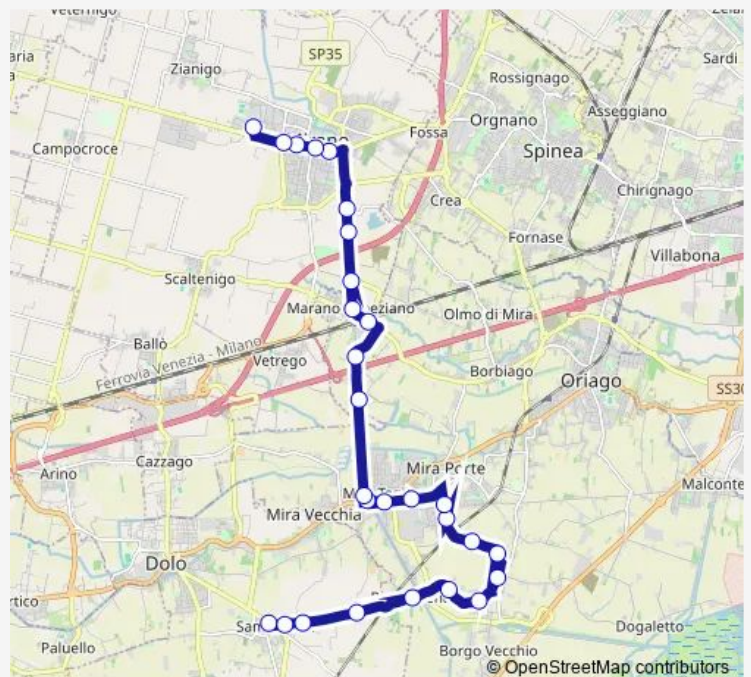 Veternigo
Zianigo
SP35
Rossignago
Sardi
Asseggiano
Orgnano
Fossa
Spinea
Campocroce
Chirignago
Crea
Fornase
Villabona
Scaltenigo
Marano
Olmo di Mira
Ballò
Ferrovia Venezia - Milano
Vetrego
Borbiago
Oriago
Arino
Cazzago
Mira Porte
Malconte
Mira Vecchia
Dolo
Paluello
Dogaletto
Borgo Vecchio
© OpenStreetMap contributors